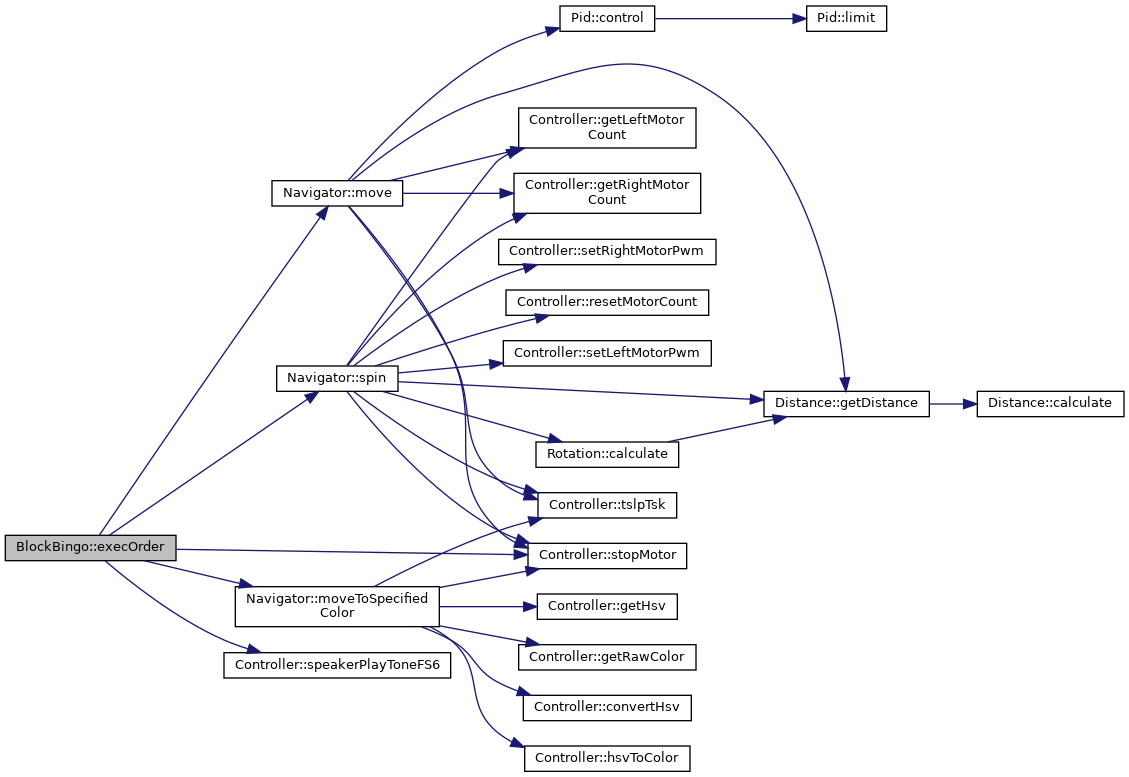 Pid::control
Pid::limit
Controller::getLeftMotor
Count
Navigator::move
Controller::getRightMotor
Count
Controller::setRightMotorPwm
Controller::resetMotorCount
Controller::setLeftMotorPwm
Navigator::spin
Distance::getDistance
Distance::calculate
Rotation::calculate
Controller::tslpTsk
BlockBingo::execOrder
Controller::stopMotor
Navigator::moveToSpecified
Color
Controller::getHsv
Controller::speakerPlayToneFS6
Controller::getRawColor
Controller::convertHsv
Controller::hsvToColor